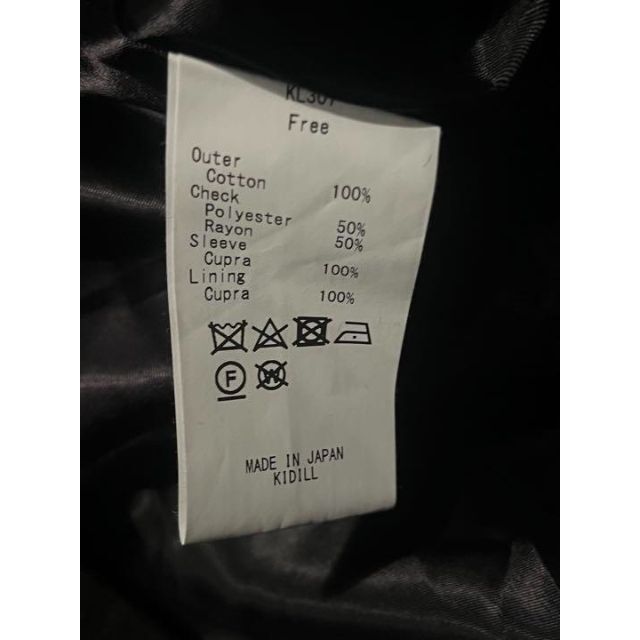 Free
Outer
Cotton 100%
Check
Polyester 50%
Rayon 50%
Sleeve
Cupra 100%
Lining
Cupra 100%
F
W
MADE IN JAPAN
KIDILL